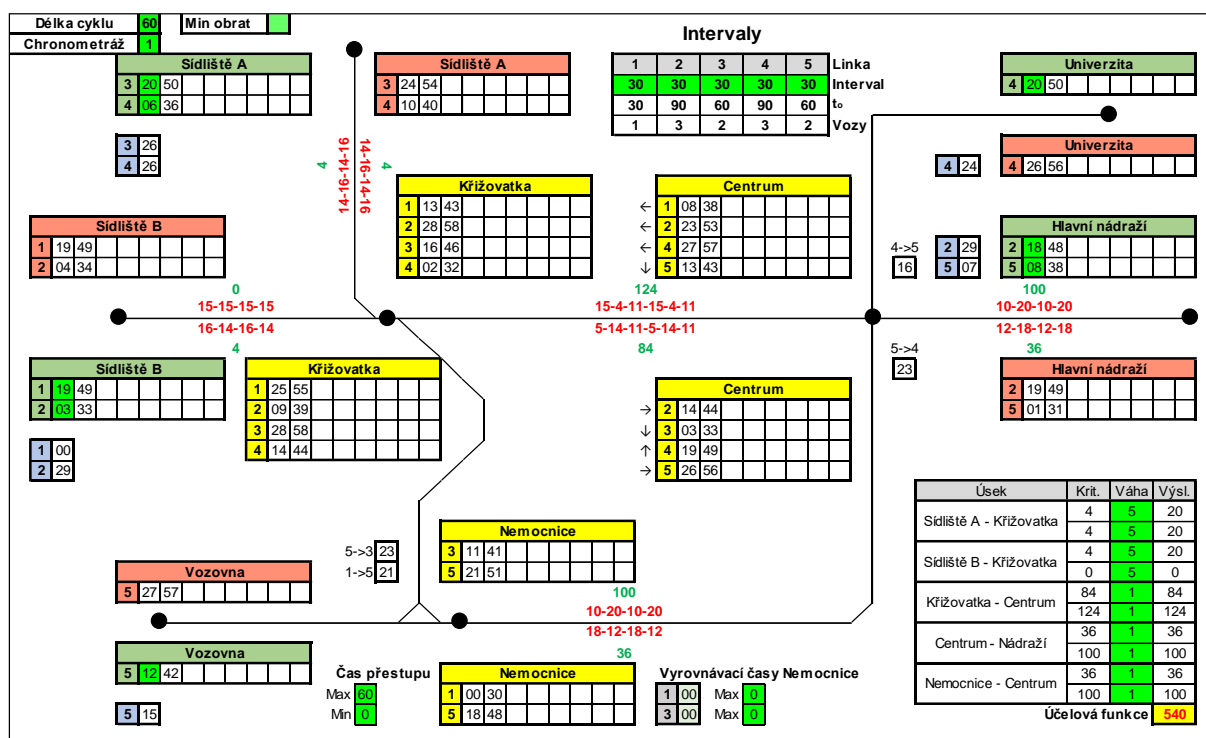 Délka cyklu 60 Min obrat
Chronometráž 1
Sídliště A
3 20 50
4 06 36
3 26
4 26
Sídliště A
3 24 54
4 10 40
Intervaly
1 2 3 4 5 Linka
30 30 30 30 30 Interval
30 90 60 90 60 t₀
1 3 2 3 2 Vozy
Univerzita
4 20 50
Univerzita
4 24
4 26 56
4
14-16-14-16
14-16-14-16
4
Křižovatka
1 13 43
2 28 58
3 16 46
4 02 32
Centrum
← 1 08 38
← 2 23 53
← 4 27 57
↓ 5 13 43
Sídliště B
1 19 49
2 04 34
4->5
16
2 29
5 07
Hlavní nádraží
2 18 48
5 08 38
0
15-15-15-15
16-14-16-14
4
124
15-4-11-15-4-11
5-14-11-5-14-11
84
100
10-20-10-20
12-18-12-18
36
Sídliště B
1 19 49
2 03 33
1 00
2 29
Křižovatka
1 25 55
2 09 39
3 28 58
4 14 44
Centrum
→ 2 14 44
↓ 3 03 33
↑ 4 19 49
→ 5 26 56
5->4
23
Hlavní nádraží
2 19 49
5 01 31
Úsek Krit. Váha Výsl.
Sídliště A - Křižovatka
4 5 20
4 5 20
Sídliště B - Křižovatka
4 5 20
0 5 0
Křižovatka - Centrum
84 1 84
124 1 124
Centrum - Nádraží
36 1 36
100 1 100
Nemocnice - Centrum
36 1 36
100 1 100
Účelová funkce 540
5->3 23
1->5 21
Nemocnice
3 11 41
5 21 51
Vozovna
5 27 57
100
10-20-10-20
18-12-18-12
36
Vozovna
5 12 42
5 15
Čas přestupu
Max 60
Min 0
Nemocnice
1 00 30
5 18 48
Vyrovnávací časy Nemocnice
1 00 Max 0
3 00 Max 0